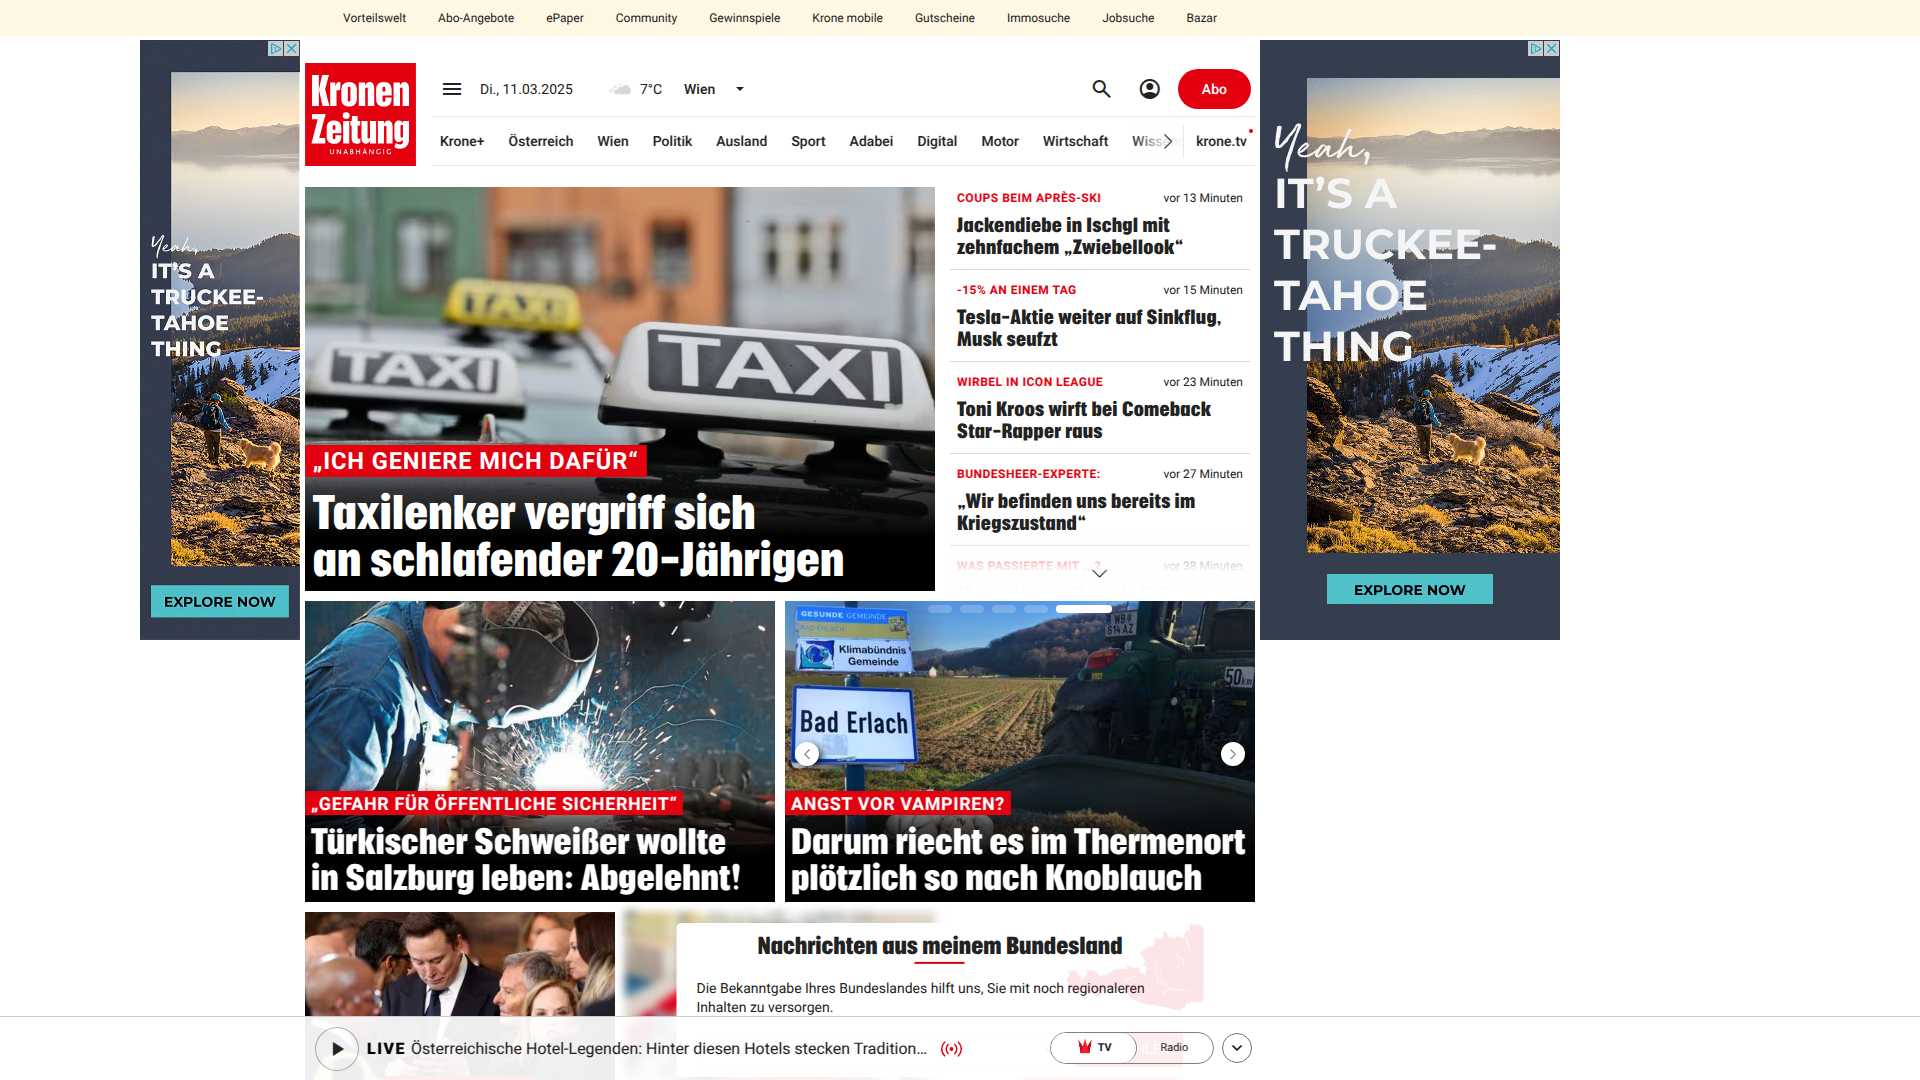 Vorteilswelt Abo-Angebote ePaper Community Gewinnspiele Krone mobile Gutscheine Immosuche Jobsuche Bazar
Kronen
Zeitung
UNABHÄNGIG
Di., 11.03.2025 7°C Wien
Abo
Krone+ Österreich Wien Politik Ausland Sport Adabei Digital Motor Wirtschaft krone.tv
Yeah,
IT'S A
TRUCKEE-
TAHOE
THING
EXPLORE NOW
TAXI
TAXI
TAXI
„ICH GENIERE MICH DAFÜR“
Taxilenker vergriff sich
an schlafender 20-Jährigen
COUPS BEIM APRÈS-SKI vor 13 Minuten
Jackendiebe in Ischgl mit
zehnfachem „Zwiebellook“
-15% AN EINEM TAG vor 15 Minuten
Tesla-Aktie weiter auf Sinkflug,
Musk seufzt
WIRBEL IN ICON LEAGUE vor 23 Minuten
Toni Kroos wirft bei Comeback
Star-Rapper raus
BUNDESHEER-EXPERTE: vor 27 Minuten
„Wir befinden uns bereits im
Kriegszustand“
WAS PASSIERTE MIT ...? vor 38 Minuten
Yeah,
IT'S A
TRUCKEE-
TAHOE
THING
EXPLORE NOW
„GEFAHR FÜR ÖFFENTLICHE SICHERHEIT“
Türkischer Schweißer wollte
in Salzburg leben: Abgelehnt!
GESUNDE GEMEINDE
BAD ERLACH
Klimabündnis
Gemeinde
Bad Erlach
WB
614 AZ
50
ANGST VOR VAMPIREN?
Darum riecht es im Thermenort
plötzlich so nach Knoblauch
Nachrichten aus meinem Bundesland
Die Bekanntgabe Ihres Bundeslandes hilft uns, Sie mit noch regionaleren
Inhalten zu versorgen.
LIVE Österreichische Hotel-Legenden: Hinter diesen Hotels stecken Tradition...
TV Radio